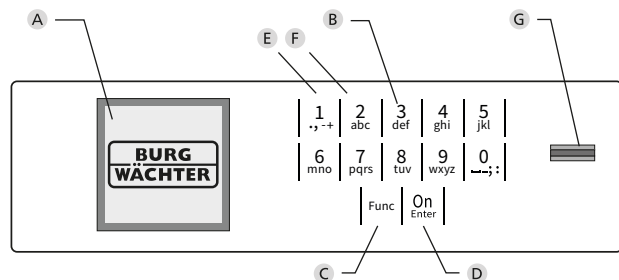 A
B
G
E F
1 2 3 4 5
.,-+ abc def ghi jkl
BURG
WÄCHTER
6 7 8 9 0
mno pqrs tuv wxyz ⎵–;:
Func On
Enter
C
D